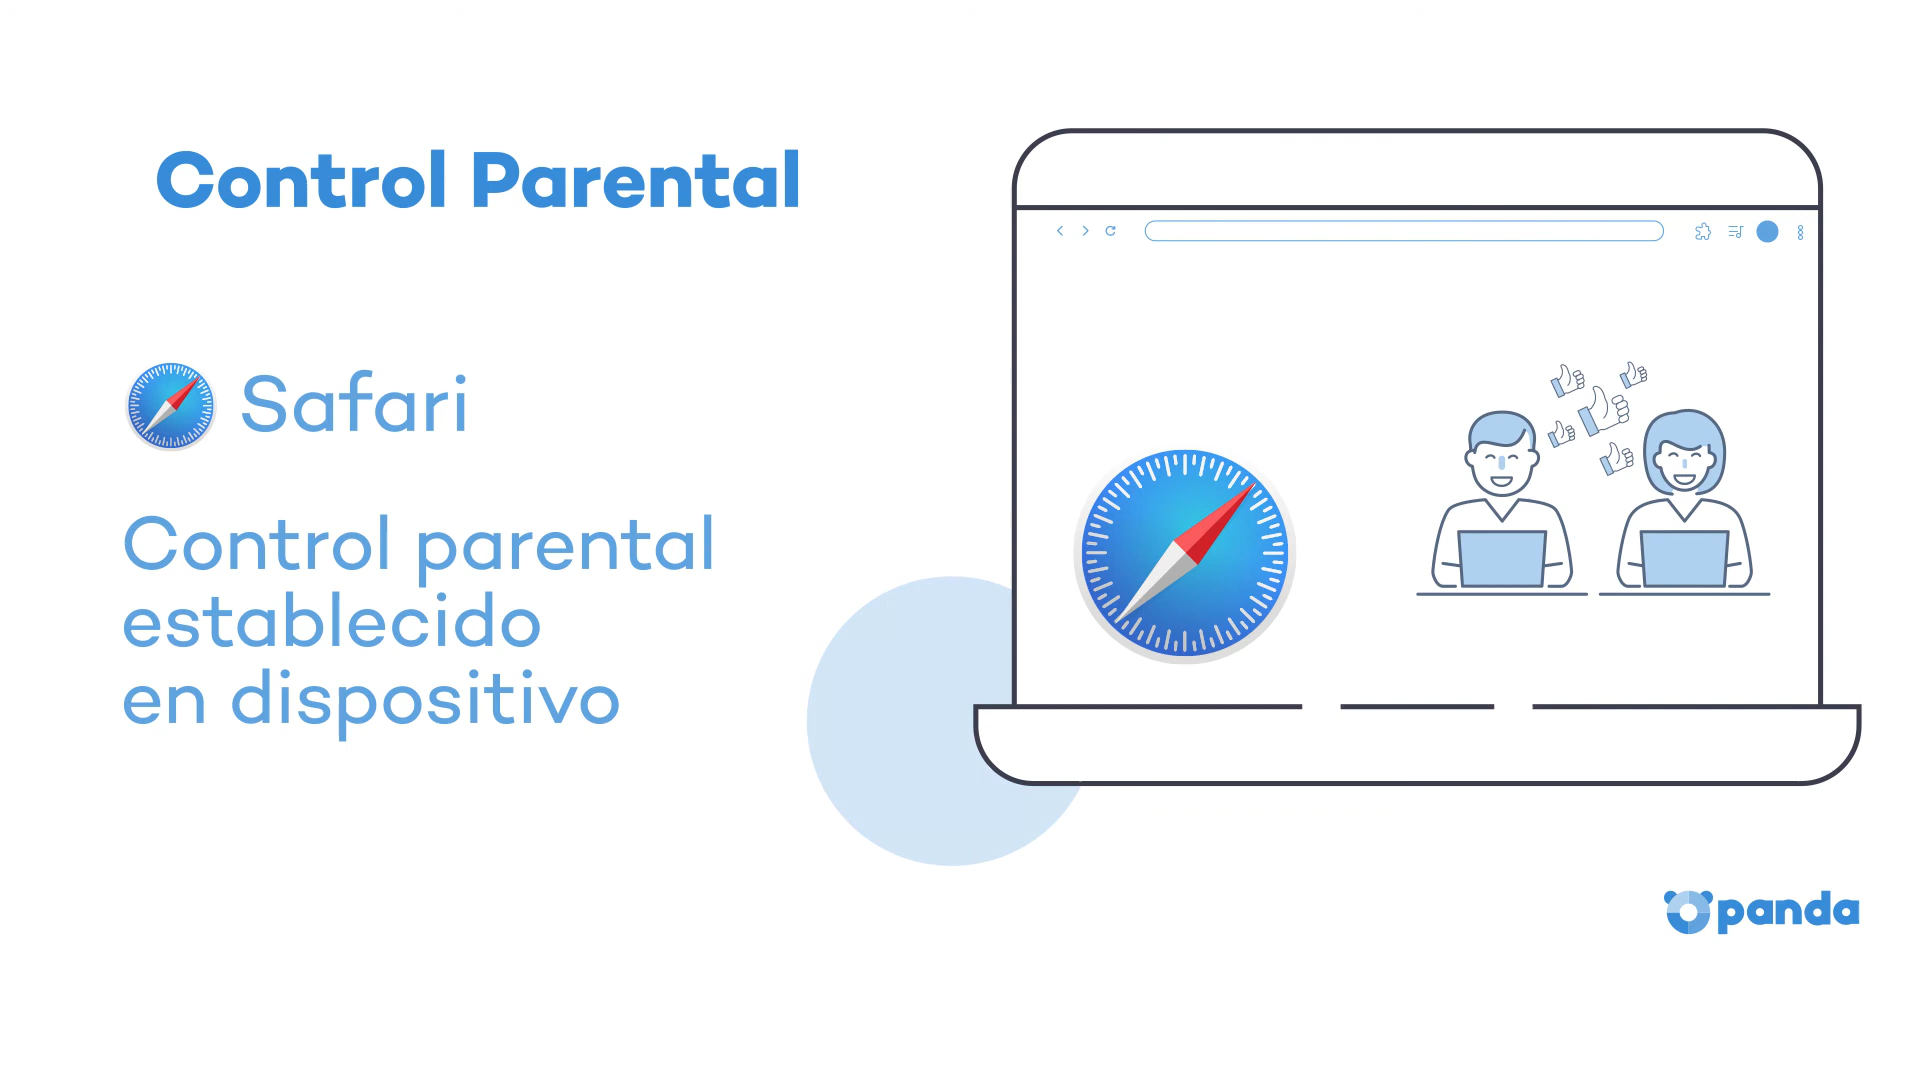 Control Parental
Safari
Control parental
establecido
en dispositivo
panda